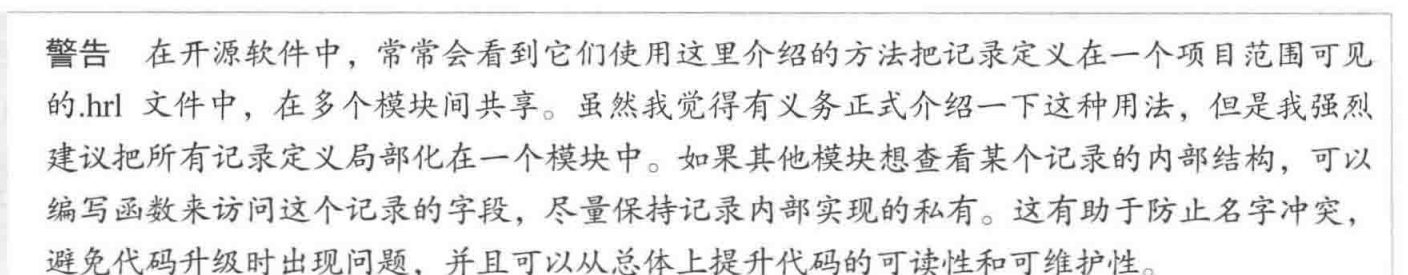 警告 在开源软件中，常常会看到它们使用这里介绍的方法把记录定义在一个项目范围可见
的.hrl 文件中，在多个模块间共享。虽然我觉得有义务正式介绍一下这种用法，但是我强烈
建议把所有记录定义局部化在一个模块中。如果其他模块想查看某个记录的内部结构，可以
编写函数来访问这个记录的字段，尽量保持记录内部实现的私有。这有助于防止名字冲突，
避免代码升级时出现问题，并且可以从总体上提升代码的可读性和可维护性。